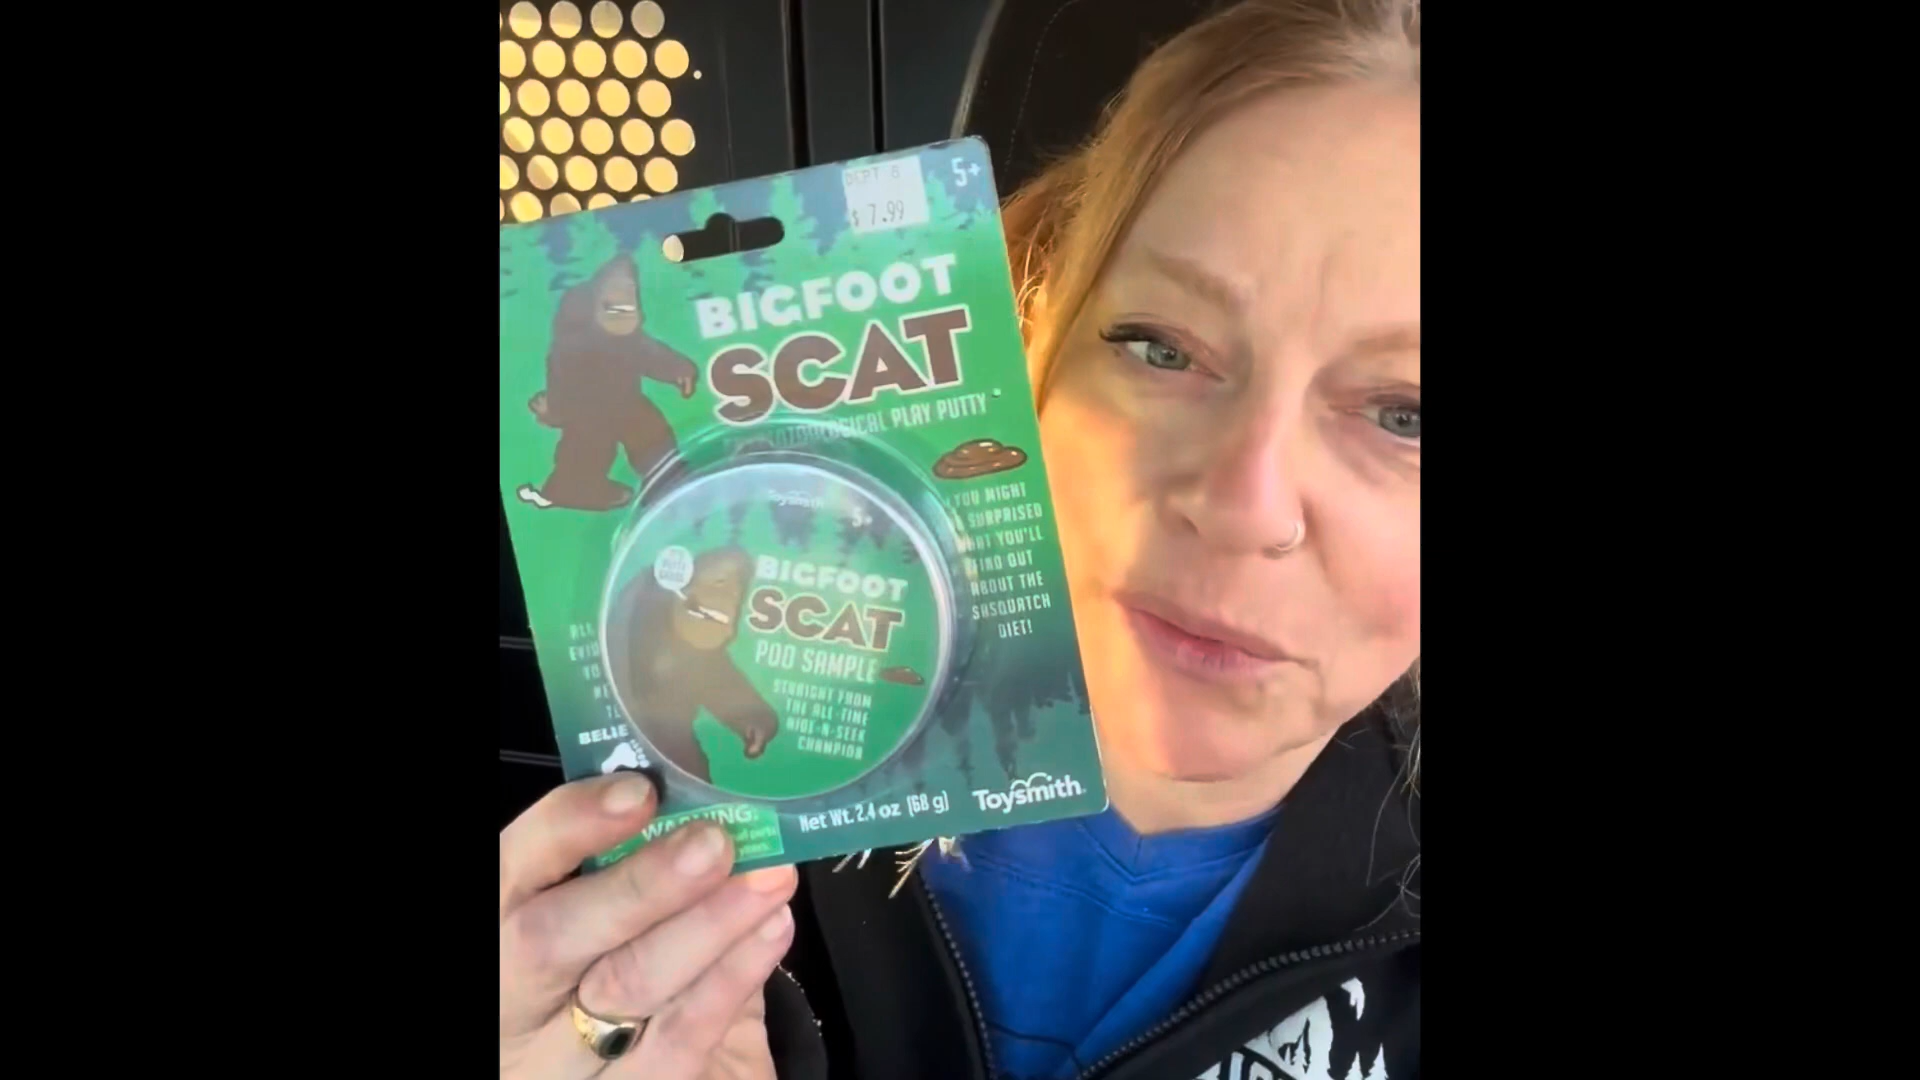 DEPT 8
$ 7.99
5+
BIGFOOT
SCAT
PLAY PUTTY
YOU MIGHT
SURPRISED
WHAT YOU'LL
FIND OUT
ABOUT THE
SASQUATCH
DIET!
Toysmith
5+
BIGFOOT
SCAT
POO SAMPLE
STRAIGHT FROM
THE ALL-TIME
HIDE-N-SEEK
CHAMPION
WARNING:
Net Wt. 2.4 oz (68 g)
Toysmith